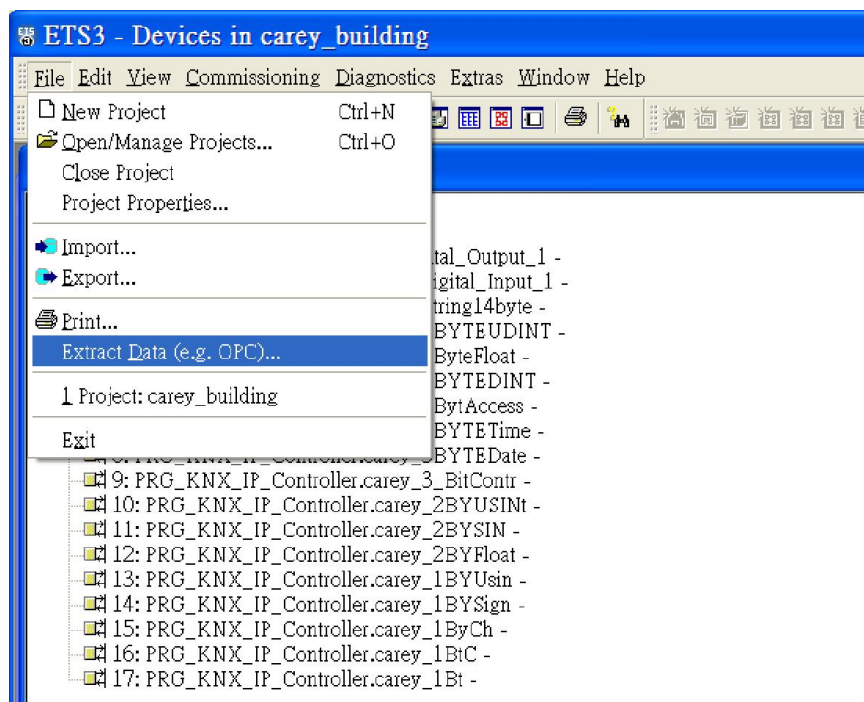 ETS3 - Devices in carey_building
File Edit View Commissioning Diagnostics Extras Window Help
New Project Ctrl+N
Open/Manage Projects... Ctrl+O
Close Project
Project Properties...
Import...
Export...
Print...
Extract Data (e.g. OPC)...
1 Project: carey_building
Exit
tal_Output_1 -
igital_Input_1 -
tring14byte -
BYTEUDINT -
ByteFloat -
BYTEDINT -
BytAccess -
BYTETime -
BYTEDate -
9: PRG_KNX_IP_Controller.carey_3_BitContr -
10: PRG_KNX_IP_Controller.carey_2BYUSINt -
11: PRG_KNX_IP_Controller.carey_2BYSIN -
12: PRG_KNX_IP_Controller.carey_2BYFloat -
13: PRG_KNX_IP_Controller.carey_1BYUsin -
14: PRG_KNX_IP_Controller.carey_1BYSign -
15: PRG_KNX_IP_Controller.carey_1ByCh -
16: PRG_KNX_IP_Controller.carey_1BtC -
17: PRG_KNX_IP_Controller.carey_1Bt -